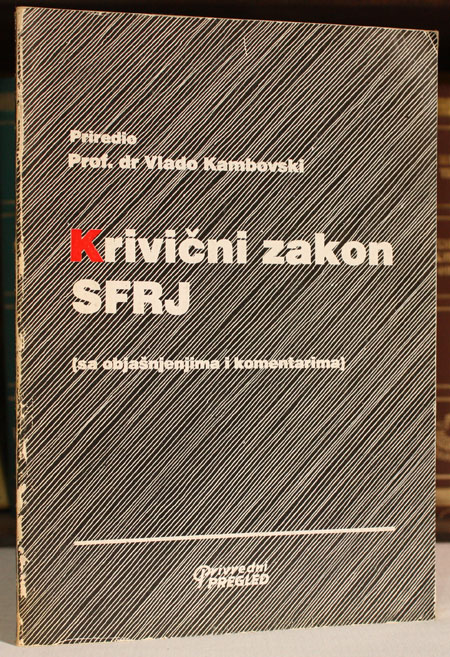 Priredio
Prof. dr Vlado Kambovski
Krivični zakon
SFRJ
(sa objašnjenjima i komentarima)
Privredni
PREGLED